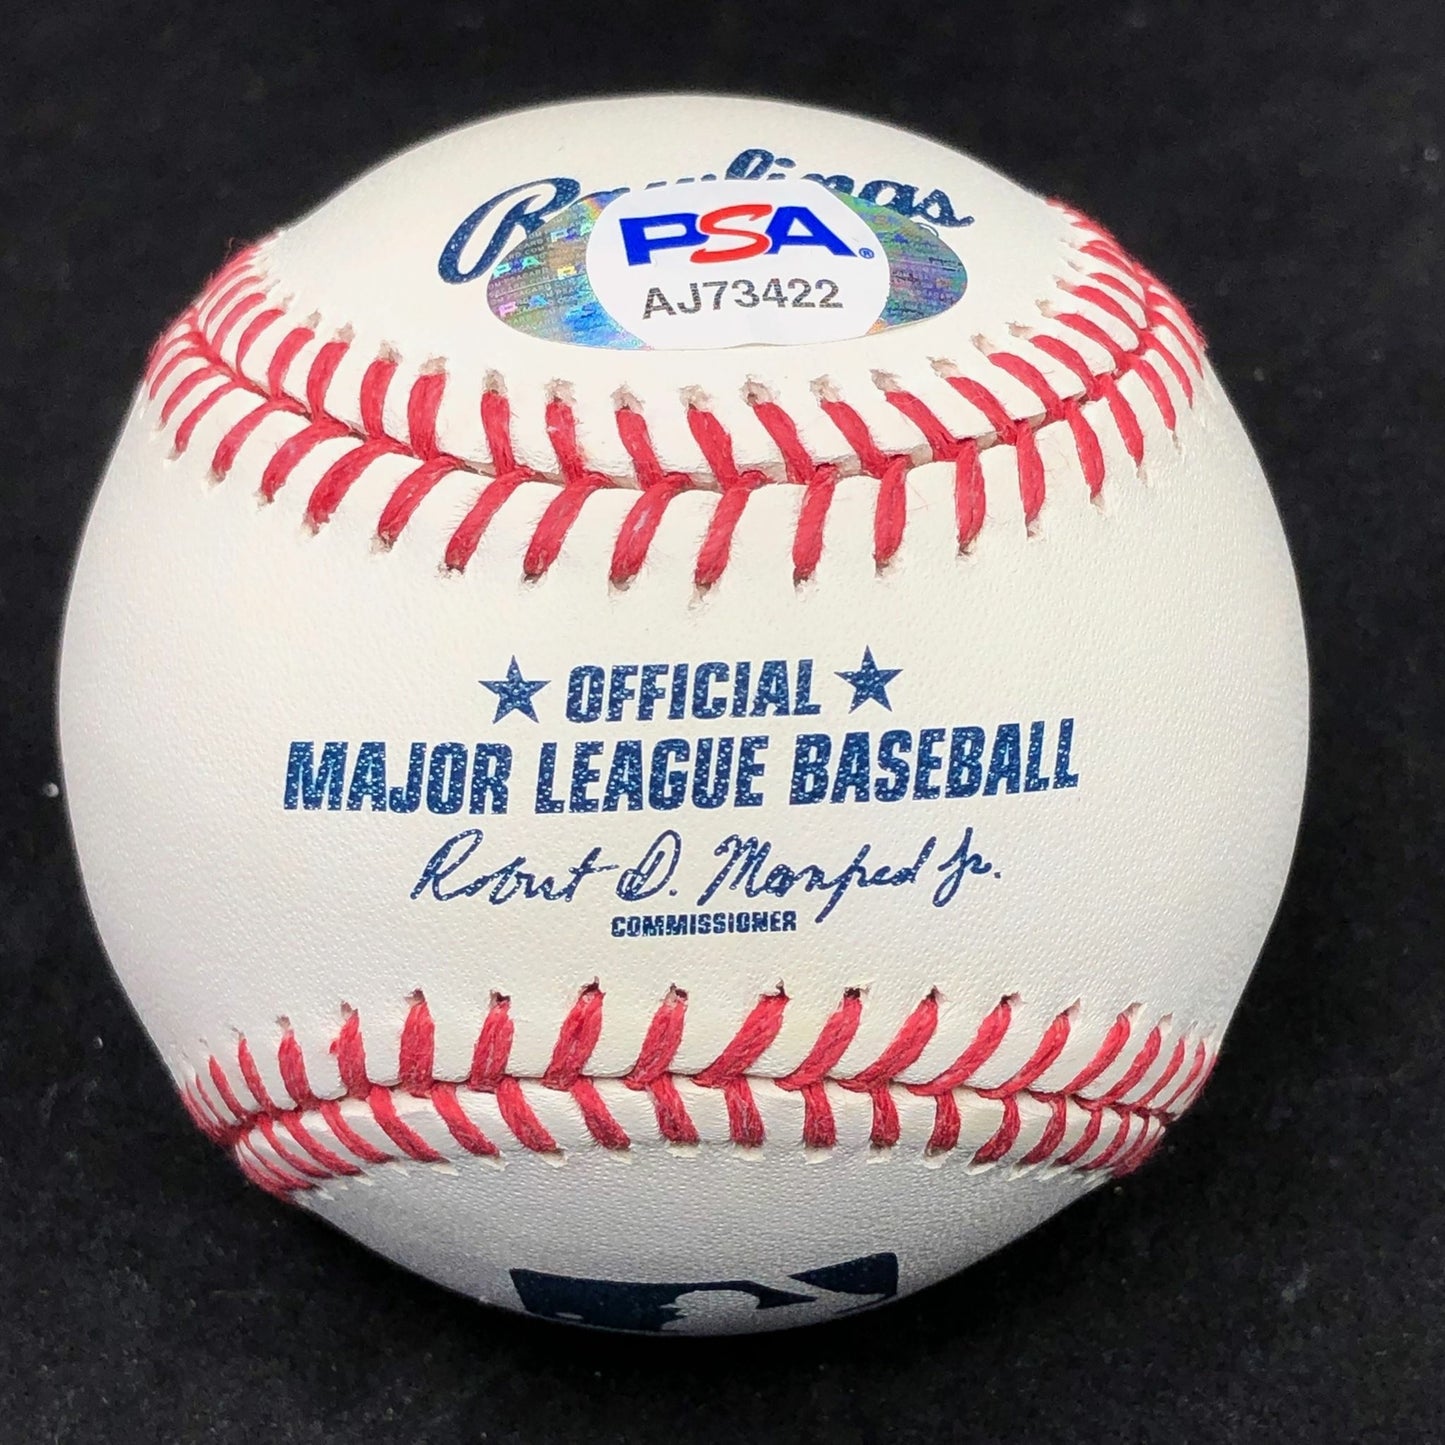 Rawlings
PSA®
AJ73422
★ OFFICIAL ★
MAJOR LEAGUE BASEBALL
Robert D. Manfred Jr.
COMMISSIONER